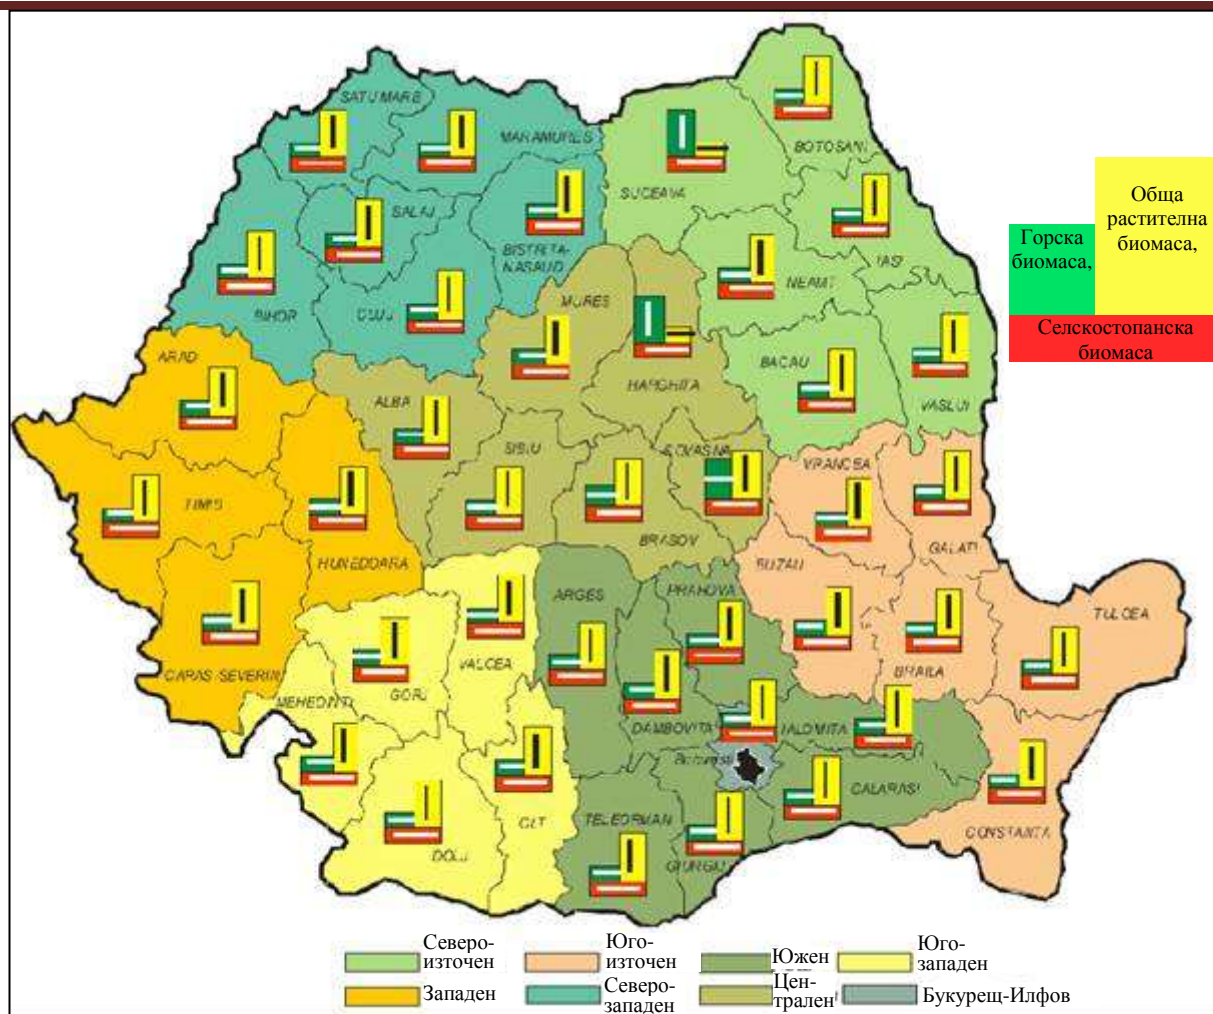 SATU MARE
MARAMURES
BOTOSANI
SUCEAVA
SALAJ
BISTRITA-
NASAUD
IASI
NEAMT
BIHOR
CLUJ
MURES
ARAD
HARGHITA
BACAU
VASLUI
ALBA
SIBIU
COVASNA
VRANCEA
TIMIS
BRASOV
GALATI
HUNEDOARA
BUZAU
ARGES
PRAHOVA
TULCEA
CARAS-SEVERIN
VALCEA
BRAILA
MEHEDINTI
GORJ
DAMBOVITA
IALOMITA
CALARASI
OLT
TELEORMAN
CONSTANTA
DOLJ
GIURGIU
Обща
растителна
биомаса,
Горска
биомаса,
Селскостопанска
биомаса
Северо-
източен
Юго-
източен
Южен
Юго-
западен
Западен
Северо-
западен
Цен-
трален
Букурещ-Илфов